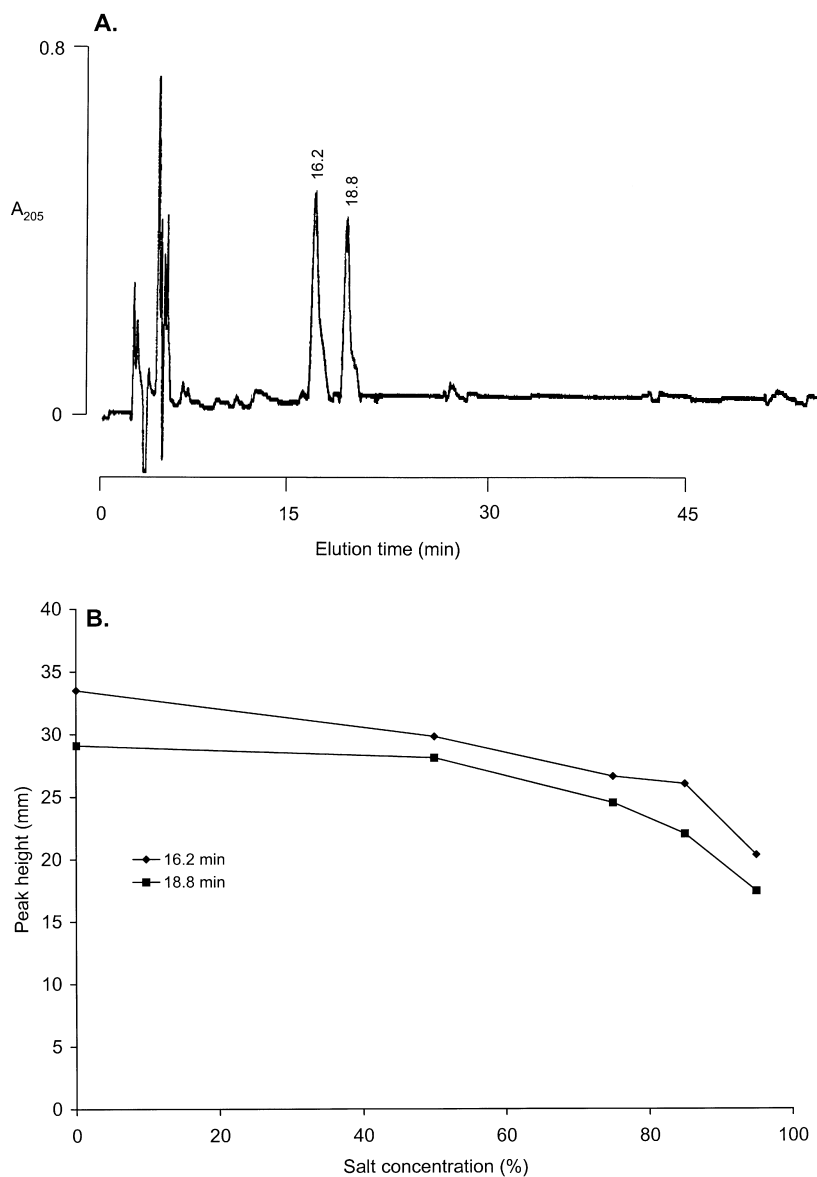 A.
0.8
16.2
18.8
A205
0
0 15 30 45
Elution time (min)
B.
40
35
30
25
20
15
10
5
0
Peak height (mm)
16.2 min
18.8 min
0 20 40 60 80 100
Salt concentration (%)